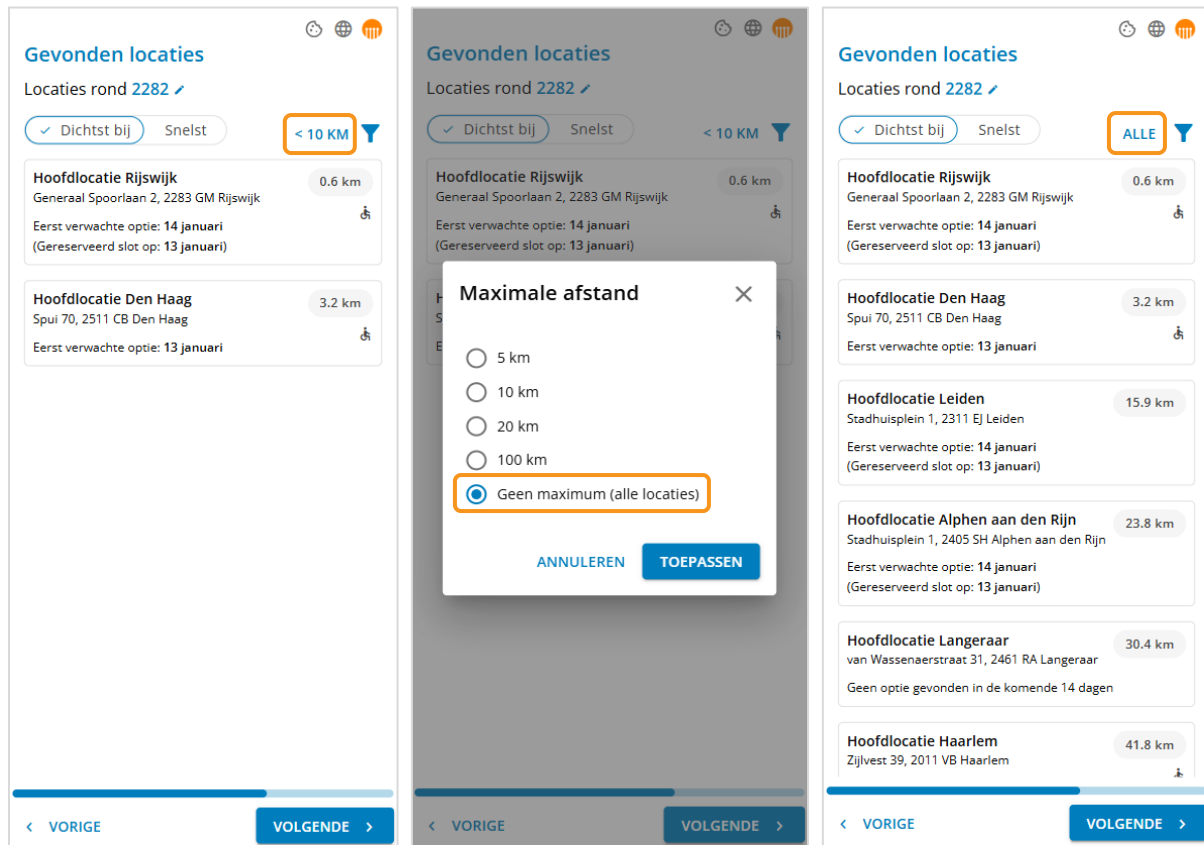 Gevonden locaties
Locaties rond 2282
Dichtst bij
Snelst
< 10 KM
Hoofdlocatie Rijswijk
0.6 km
Generaal Spoorlaan 2, 2283 GM Rijswijk
Eerst verwachte optie: 14 januari
(Gereserveerd slot op: 13 januari)
Hoofdlocatie Den Haag
3.2 km
Spui 70, 2511 CB Den Haag
Eerst verwachte optie: 13 januari
VORIGE
VOLGENDE
Gevonden locaties
Locaties rond 2282
Dichtst bij
Snelst
< 10 KM
Hoofdlocatie Rijswijk
0.6 km
Generaal Spoorlaan 2, 2283 GM Rijswijk
Eerst verwachte optie: 14 januari
(Gereserveerd slot op: 13 januari)
Maximale afstand
5 km
10 km
20 km
100 km
Geen maximum (alle locaties)
ANNULEREN
TOEPASSEN
VORIGE
VOLGENDE
Gevonden locaties
Locaties rond 2282
Dichtst bij
Snelst
ALLE
Hoofdlocatie Rijswijk
0.6 km
Generaal Spoorlaan 2, 2283 GM Rijswijk
Eerst verwachte optie: 14 januari
(Gereserveerd slot op: 13 januari)
Hoofdlocatie Den Haag
3.2 km
Spui 70, 2511 CB Den Haag
Eerst verwachte optie: 13 januari
Hoofdlocatie Leiden
15.9 km
Stadhuisplein 1, 2311 EJ Leiden
Eerst verwachte optie: 14 januari
(Gereserveerd slot op: 13 januari)
Hoofdlocatie Alphen aan den Rijn
23.8 km
Stadhuisplein 1, 2405 SH Alphen aan den Rijn
Eerst verwachte optie: 14 januari
(Gereserveerd slot op: 13 januari)
Hoofdlocatie Langeraar
30.4 km
van Wassenaerstraat 31, 2461 RA Langeraar
Geen optie gevonden in de komende 14 dagen
Hoofdlocatie Haarlem
41.8 km
Zijlvest 39, 2011 VB Haarlem
VORIGE
VOLGENDE